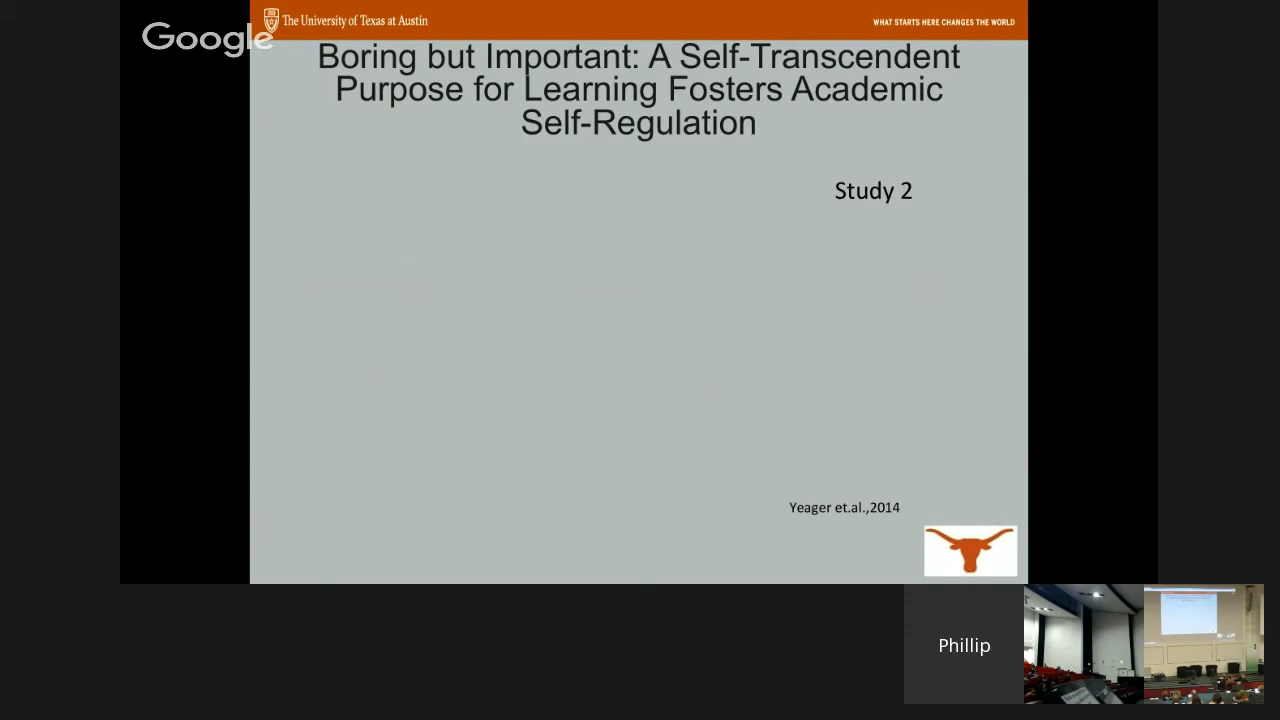 Google
The University of Texas at Austin
WHAT STARTS HERE CHANGES THE WORLD
Boring but Important: A Self-Transcendent
Purpose for Learning Fosters Academic
Self-Regulation
Study 2
Yeager et.al.,2014
Phillip